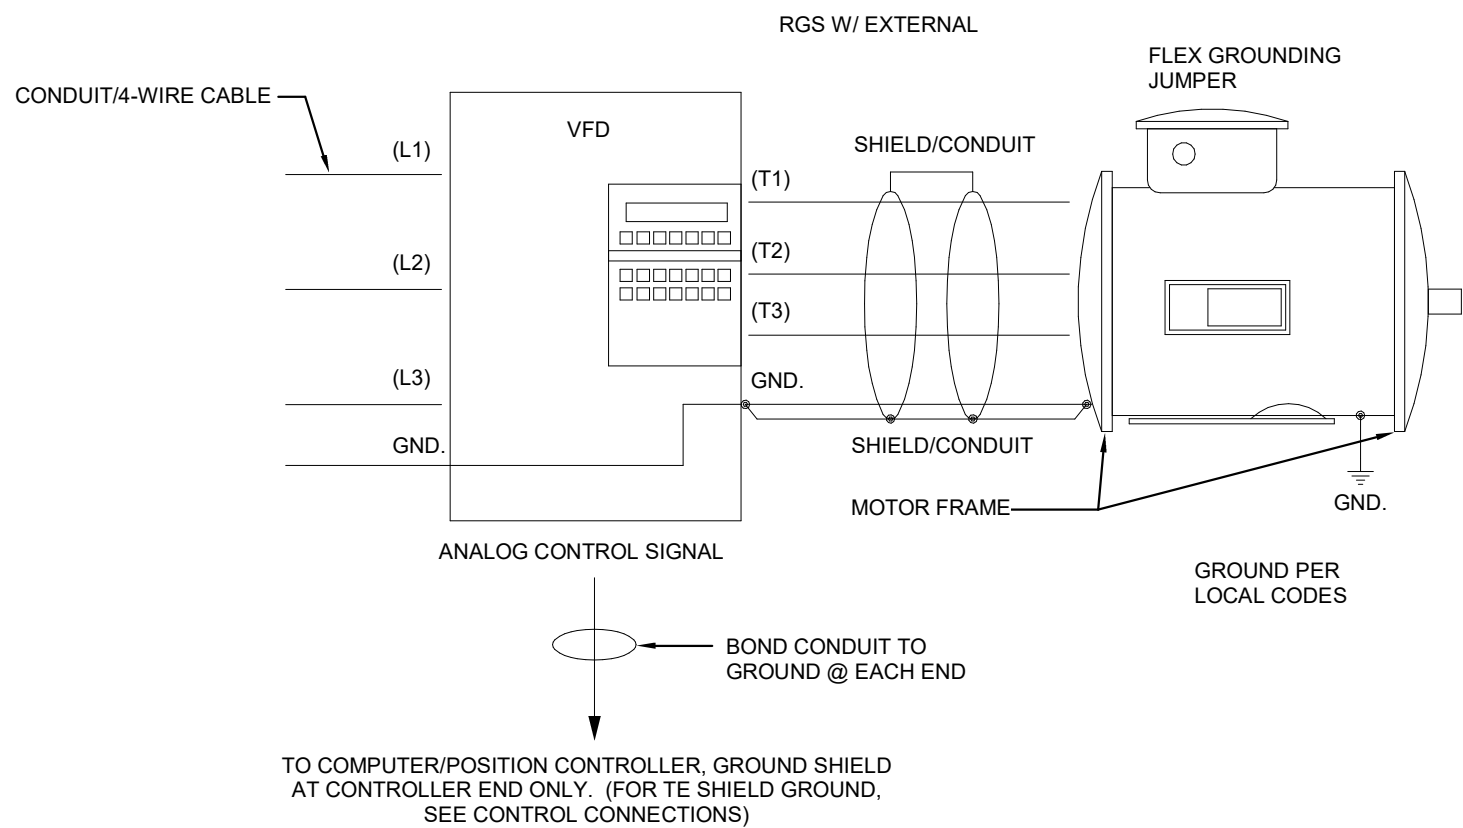 RGS W/ EXTERNAL
FLEX GROUNDING
JUMPER
CONDUIT/4-WIRE CABLE
VFD
SHIELD/CONDUIT
(L1)
(T1)
(L2)
(T2)
(T3)
(L3)
GND.
GND.
SHIELD/CONDUIT
MOTOR FRAME
GND.
ANALOG CONTROL SIGNAL
GROUND PER
LOCAL CODES
BOND CONDUIT TO
GROUND @ EACH END
TO COMPUTER/POSITION CONTROLLER, GROUND SHIELD
AT CONTROLLER END ONLY. (FOR TE SHIELD GROUND,
SEE CONTROL CONNECTIONS)